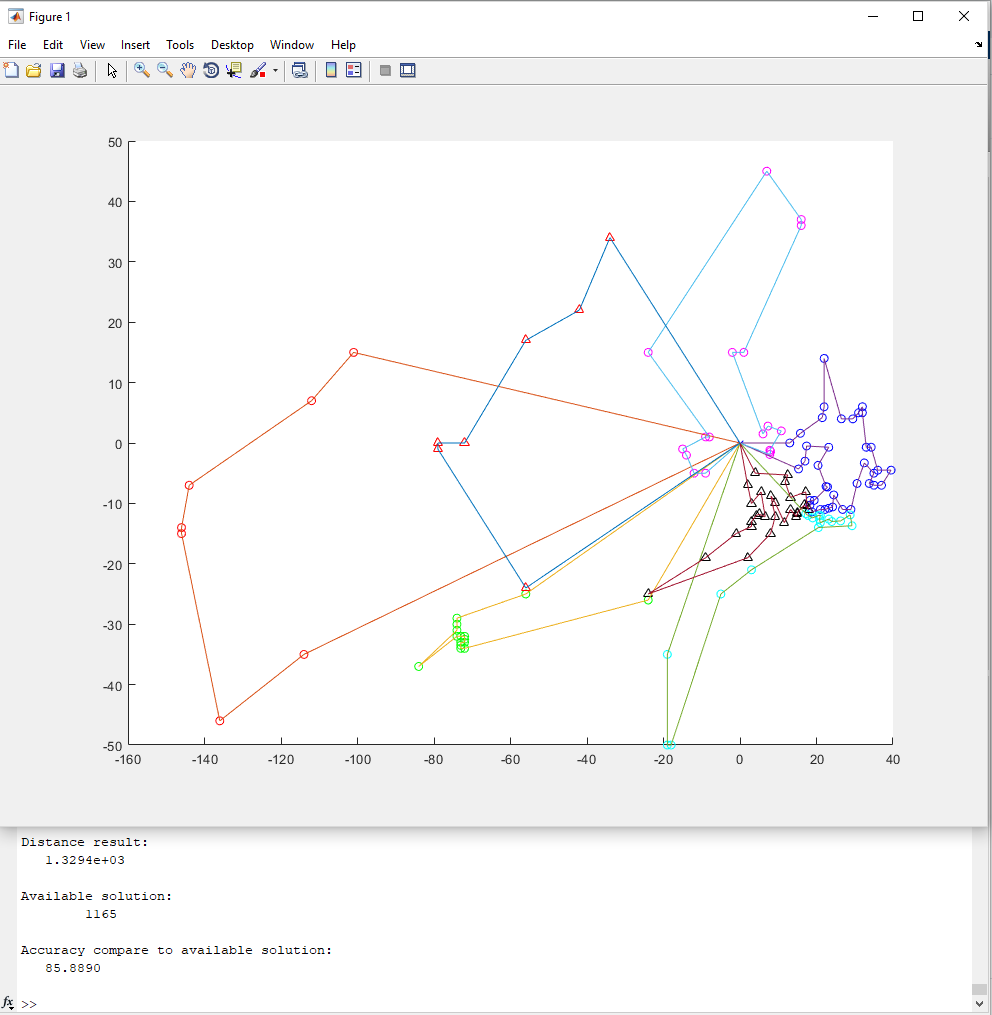 Figure 1
File Edit View Insert Tools Desktop Window Help
50
40
30
20
10
0
-10
-20
-30
-40
-50
-160 -140 -120 -100 -80 -60 -40 -20 0 20 40
Distance result:
1.3294e+03
Available solution:
1165
Accuracy compare to available solution:
85.8890
fx >>